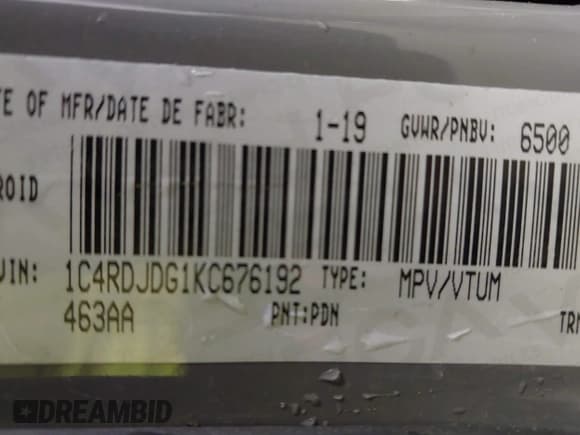 TE OF MFR/DATE DE FABR: 1-19 GVWR/PNBV: 6500
ROID
VIN: 1C4RDJDG1KC676192 TYPE: MPV/VTUM
463AA PNT:PDN TRM
DREAMBID